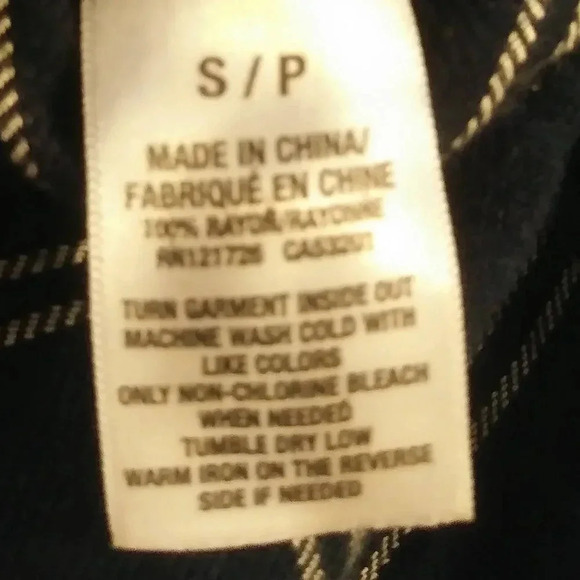 S / P
MADE IN CHINA/
FABRIQUÉ EN CHINE
100% RAYON/RAYONNE
RN121726
TURN GARMENT INSIDE OUT
MACHINE WASH COLD WITH
LIKE COLORS
ONLY NON-CHLORINE BLEACH
WHEN NEEDED
TUMBLE DRY LOW
WARM IRON ON THE REVERSE
SIDE IF NEEDED